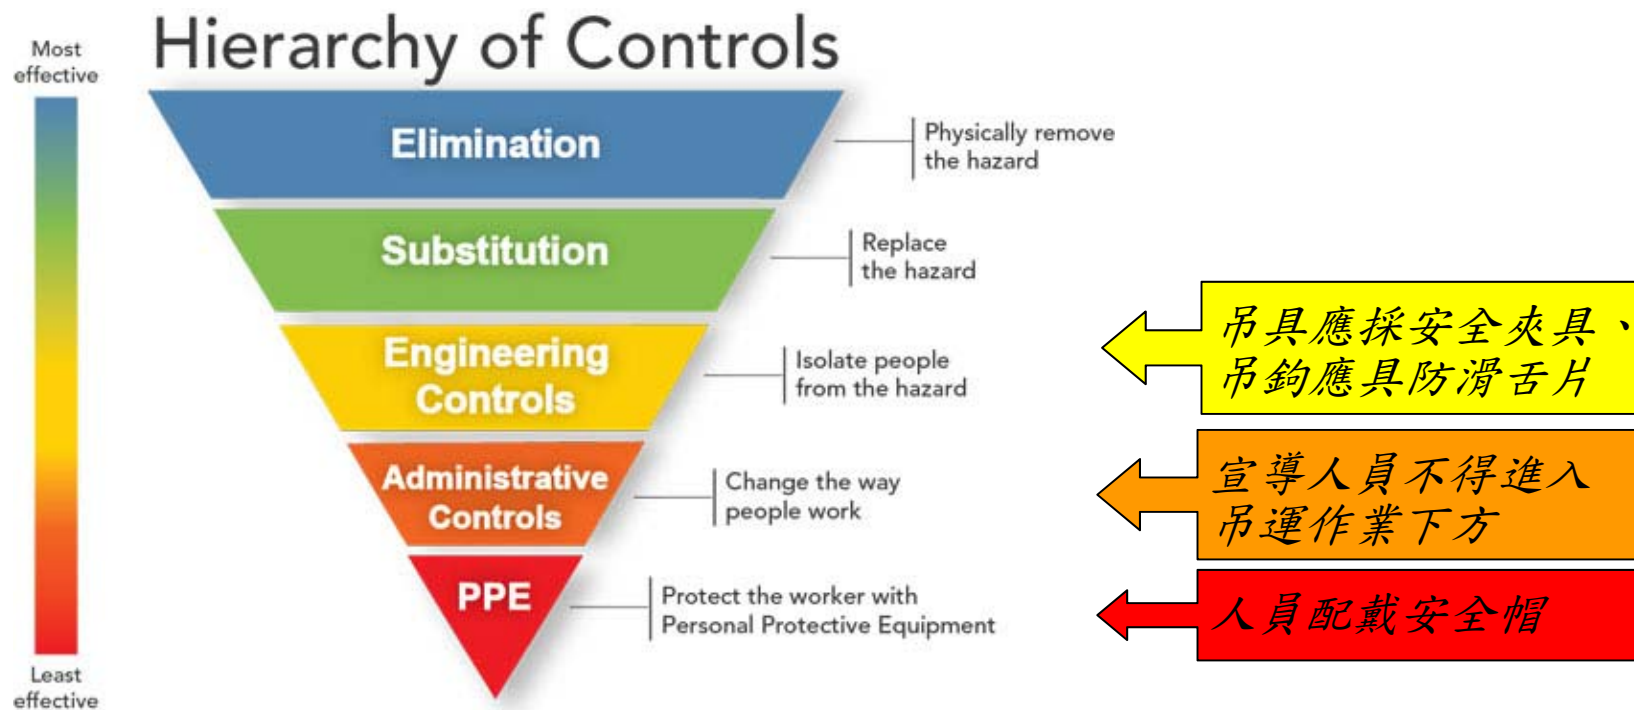 Hierarchy of Controls
Most
effective
Elimination
Physically remove
the hazard
Substitution
Replace
the hazard
Engineering
Controls
Isolate people
from the hazard
吊具應採安全夾具、
吊鉤應具防滑舌片
Administrative
Controls
Change the way
people work
宣導人員不得進入
吊運作業下方
PPE
Protect the worker with
Personal Protective Equipment
人員配戴安全帽
Least
effective